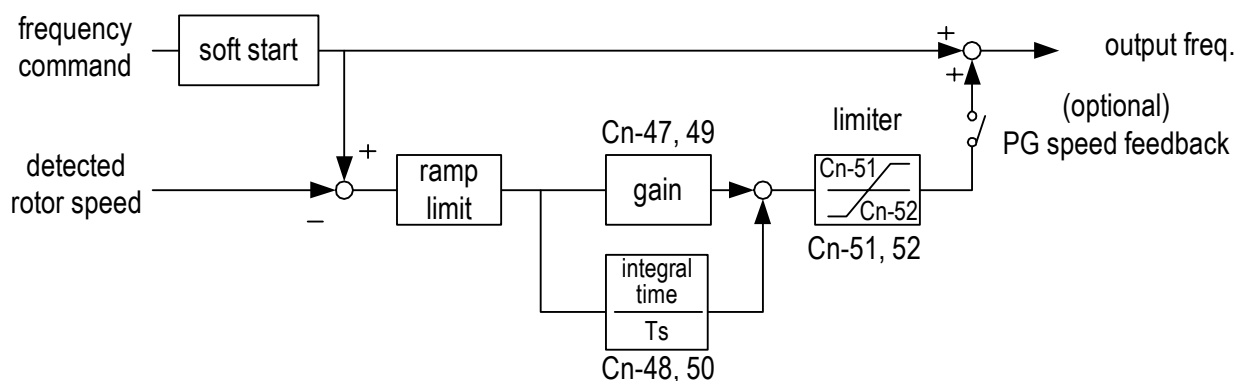 frequency
command
soft start
+
+
output freq.
(optional)
PG speed feedback
detected
rotor speed
+
−
ramp
limit
Cn-47, 49
gain
integral
time
Ts
Cn-48, 50
limiter
Cn-51
Cn-52
Cn-51, 52